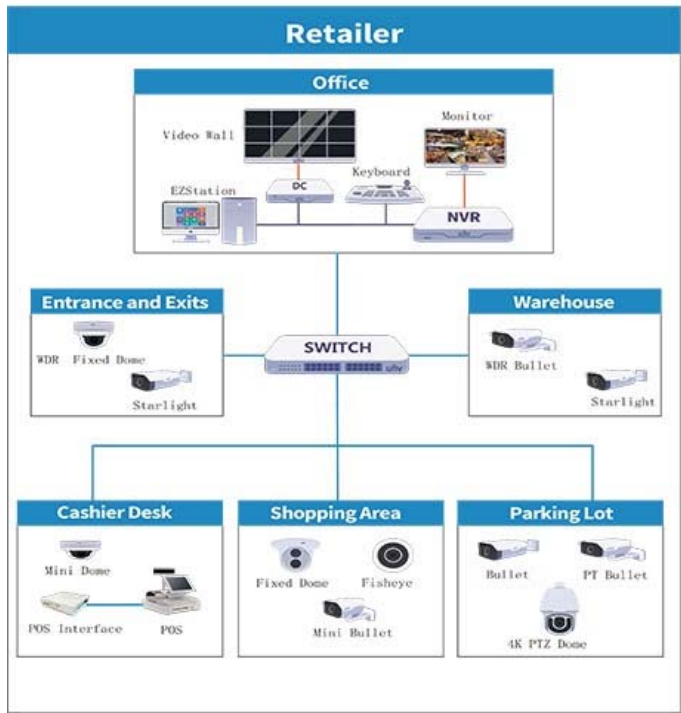 Retailer
Office
Video Wall
Monitor
DC
Keyboard
EZStation
NVR
Entrance and Exits
WDR Fixed Dome
Starlight
SWITCH
unv
Warehouse
WDR Bullet
Starlight
Cashier Desk
Mini Dome
POS Interface
POS
Shopping Area
Fixed Dome
Fisheye
Mini Bullet
Parking Lot
Bullet
PT Bullet
4K PTZ Dome